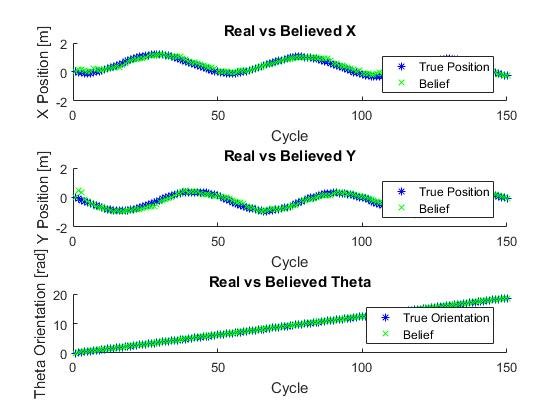 Real vs Believed X
X Position [m]
2
0
-2
True Position
Belief
0
50
100
150
Cycle
Real vs Believed Y
Y Position [m]
2
0
-2
True Position
Belief
0
50
100
150
Cycle
Real vs Believed Theta
Theta Orientation [rad]
20
10
0
True Orientation
Belief
0
50
100
150
Cycle